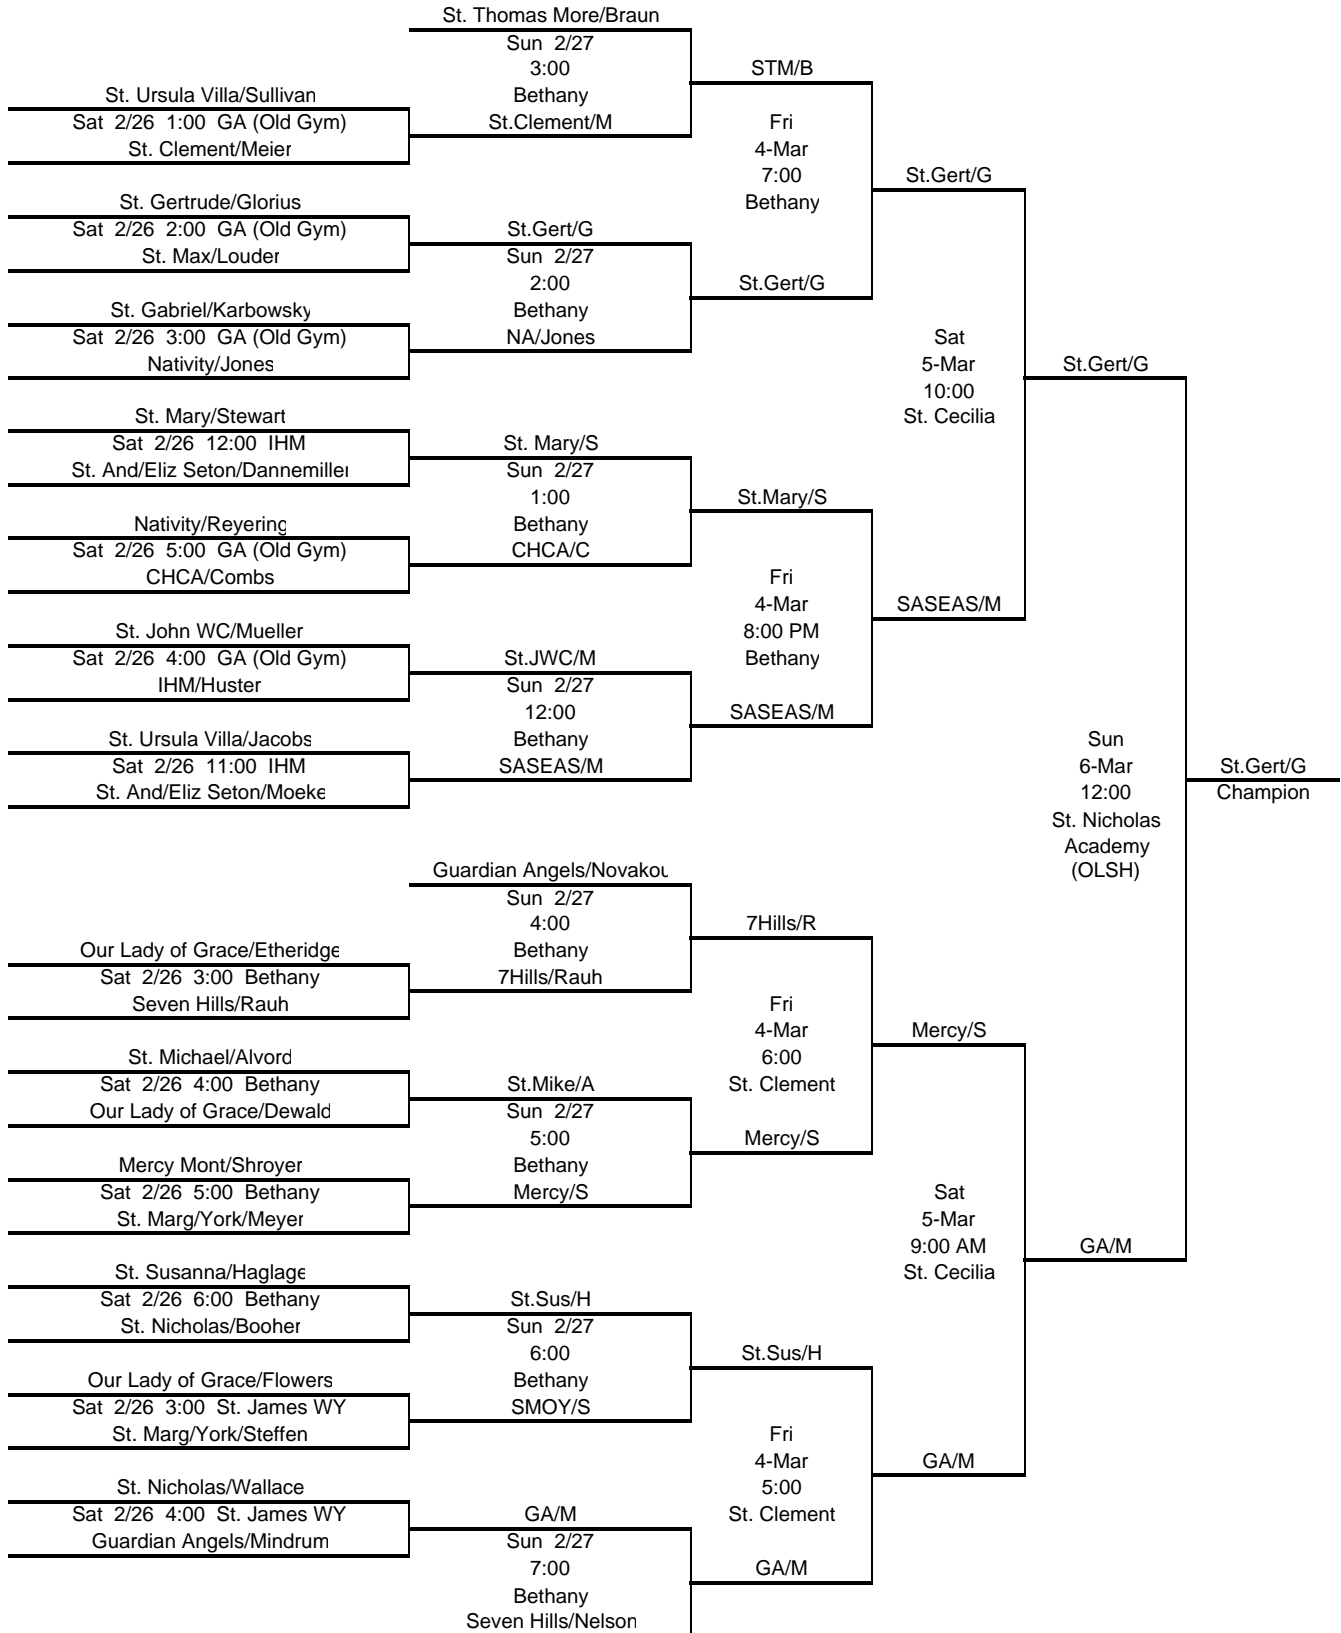 St. Thomas More/Braun
Sun 2/27
3:00
Bethany
St.Clement/M
STM/B
St. Ursula Villa/Sullivan
Sat 2/26 1:00 GA (Old Gym)
St. Clement/Meier
Fri
4-Mar
7:00
Bethany
St.Gert/G
St. Gertrude/Glorius
Sat 2/26 2:00 GA (Old Gym)
St. Max/Louder
St.Gert/G
Sun 2/27
2:00
Bethany
NA/Jones
St.Gert/G
St. Gabriel/Karbowsky
Sat 2/26 3:00 GA (Old Gym)
Nativity/Jones
Sat
5-Mar
10:00
St. Cecilia
St.Gert/G
St. Mary/Stewart
Sat 2/26 12:00 IHM
St. And/Eliz Seton/Dannemiller
St. Mary/S
Sun 2/27
1:00
Bethany
CHCA/C
St.Mary/S
Nativity/Reyering
Sat 2/26 5:00 GA (Old Gym)
CHCA/Combs
Fri
4-Mar
8:00 PM
Bethany
SASEAS/M
St. John WC/Mueller
Sat 2/26 4:00 GA (Old Gym)
IHM/Huster
St.JWC/M
Sun 2/27
12:00
Bethany
SASEAS/M
SASEAS/M
St. Ursula Villa/Jacobs
Sat 2/26 11:00 IHM
St. And/Eliz Seton/Moeke
Sun
6-Mar
12:00
St. Nicholas
Academy
(OLSH)
St.Gert/G
Champion
Guardian Angels/Novakou
Sun 2/27
4:00
Bethany
7Hills/Rauh
7Hills/R
Our Lady of Grace/Etheridge
Sat 2/26 3:00 Bethany
Seven Hills/Rauh
Fri
4-Mar
6:00
St. Clement
Mercy/S
St. Michael/Alvord
Sat 2/26 4:00 Bethany
Our Lady of Grace/Dewald
St.Mike/A
Sun 2/27
5:00
Bethany
Mercy/S
Mercy/S
Mercy Mont/Shroyer
Sat 2/26 5:00 Bethany
St. Marg/York/Meyer
Sat
5-Mar
9:00 AM
St. Cecilia
GA/M
St. Susanna/Haglage
Sat 2/26 6:00 Bethany
St. Nicholas/Booher
St.Sus/H
Sun 2/27
6:00
Bethany
SMOY/S
St.Sus/H
Our Lady of Grace/Flowers
Sat 2/26 3:00 St. James WY
St. Marg/York/Steffen
Fri
4-Mar
5:00
St. Clement
GA/M
St. Nicholas/Wallace
Sat 2/26 4:00 St. James WY
Guardian Angels/Mindrum
GA/M
Sun 2/27
7:00
Bethany
Seven Hills/Nelson
GA/M